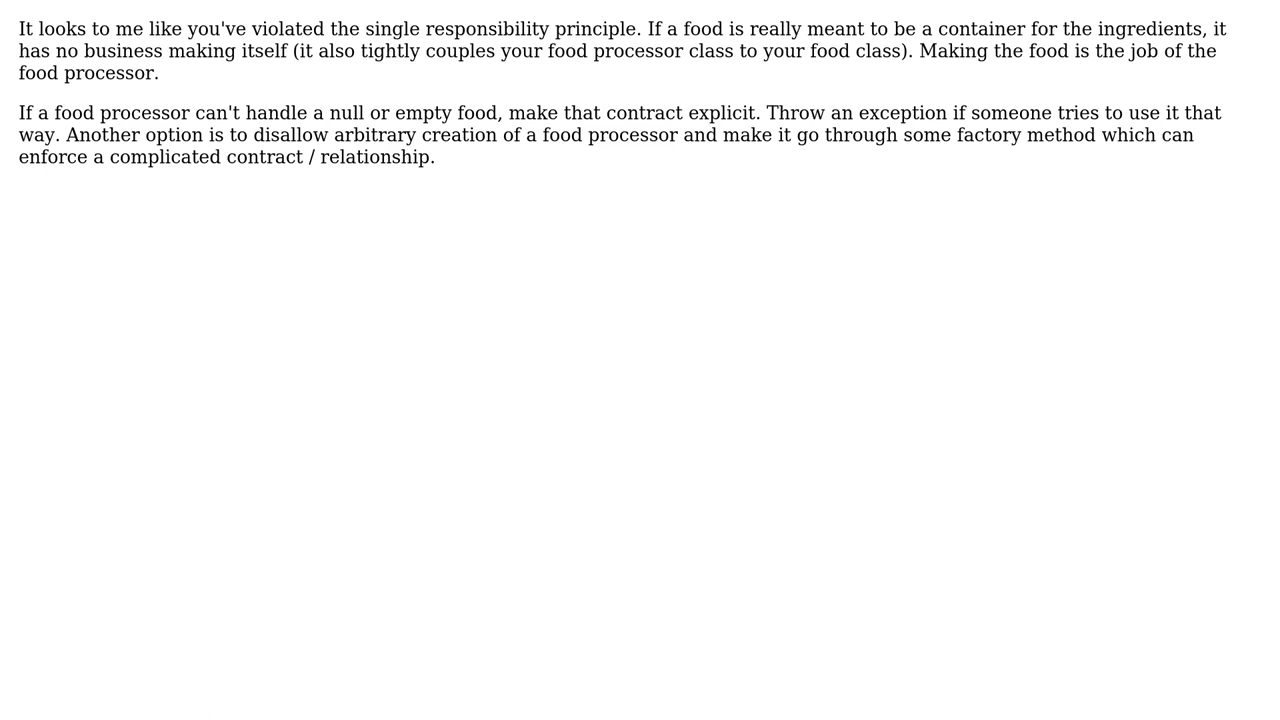 It looks to me like you've violated the single responsibility principle. If a food is really meant to be a container for the ingredients, it
has no business making itself (it also tightly couples your food processor class to your food class). Making the food is the job of the
food processor.
If a food processor can't handle a null or empty food, make that contract explicit. Throw an exception if someone tries to use it that
way. Another option is to disallow arbitrary creation of a food processor and make it go through some factory method which can
enforce a complicated contract / relationship.